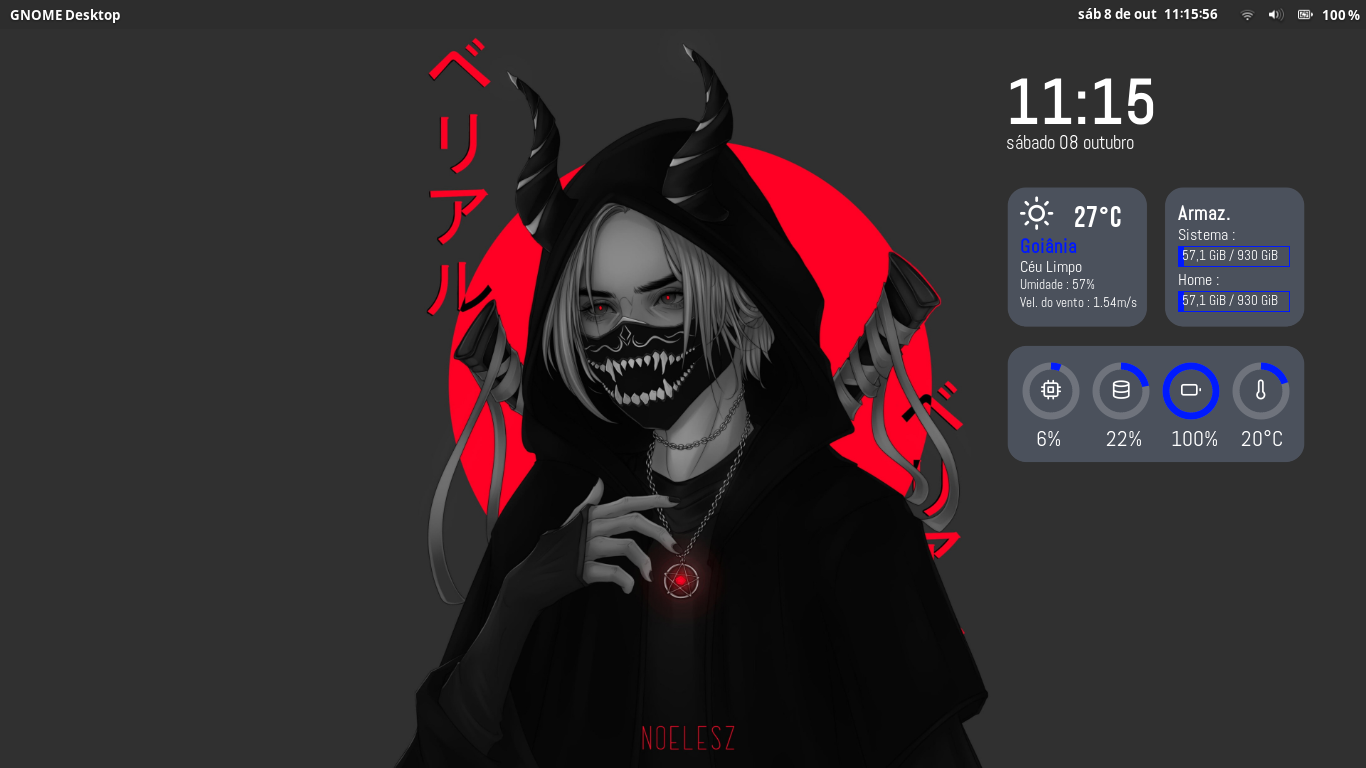 GNOME Desktop
sáb 8 de out 11:15:56
100 %
ベリアル
11:15
sábado 08 outubro
27°C
Goiânia
Céu Limpo
Umidade : 57%
Vel. do vento : 1.54m/s
Armaz.
Sistema :
57,1 GiB / 930 GiB
Home :
57,1 GiB / 930 GiB
6%
22%
100%
20°C
NOELESZ